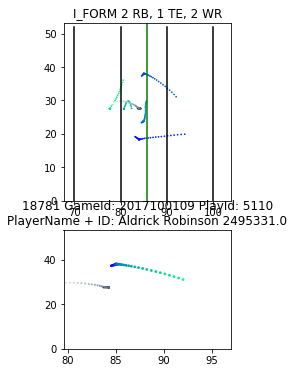 I_FORM 2 RB, 1 TE, 2 WR
50
40
30
20
10
0
70 80 90 100
18781 GameId: 2017100109 PlayId: 5110
PlayerName + ID: Aldrick Robinson 2495331.0
40
20
0
80 85 90 95